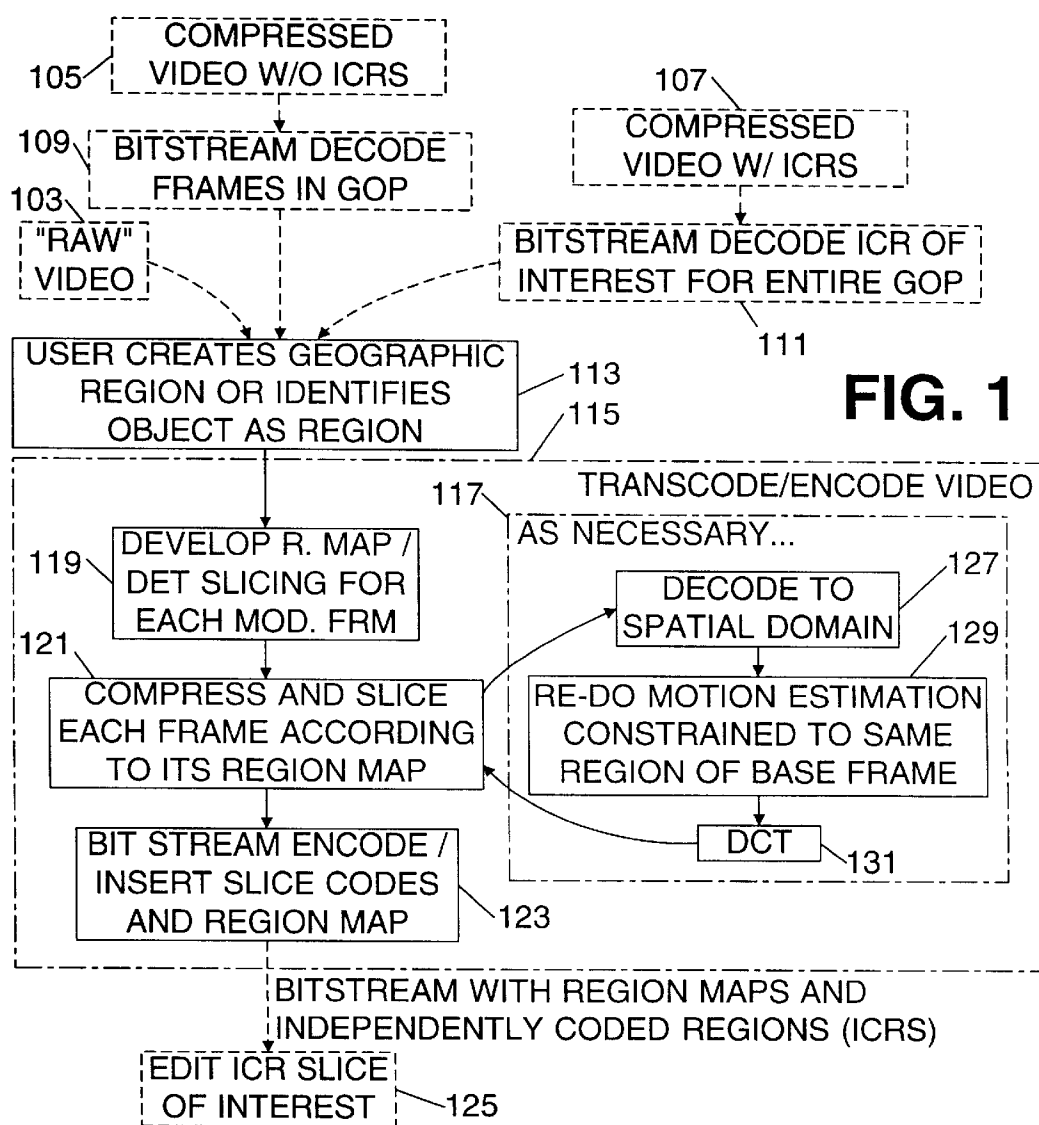 COMPRESSED
VIDEO W/O ICRS
105
107
COMPRESSED
VIDEO W/ ICRS
109
BITSTREAM DECODE
FRAMES IN GOP
103
"RAW"
VIDEO
BITSTREAM DECODE ICR OF
INTEREST FOR ENTIRE GOP
111
USER CREATES GEOGRAPHIC
REGION OR IDENTIFIES
OBJECT AS REGION
113
FIG. 1
115
TRANSCODE/ENCODE VIDEO
117
AS NECESSARY...
119
DEVELOP R. MAP /
DET SLICING FOR
EACH MOD. FRM
DECODE TO
SPATIAL DOMAIN
127
121
COMPRESS AND SLICE
EACH FRAME ACCORDING
TO ITS REGION MAP
129
RE-DO MOTION ESTIMATION
CONSTRAINED TO SAME
REGION OF BASE FRAME
DCT
131
BIT STREAM ENCODE /
INSERT SLICE CODES
AND REGION MAP
123
BITSTREAM WITH REGION MAPS AND
INDEPENDENTLY CODED REGIONS (ICRS)
EDIT ICR SLICE
OF INTEREST
125